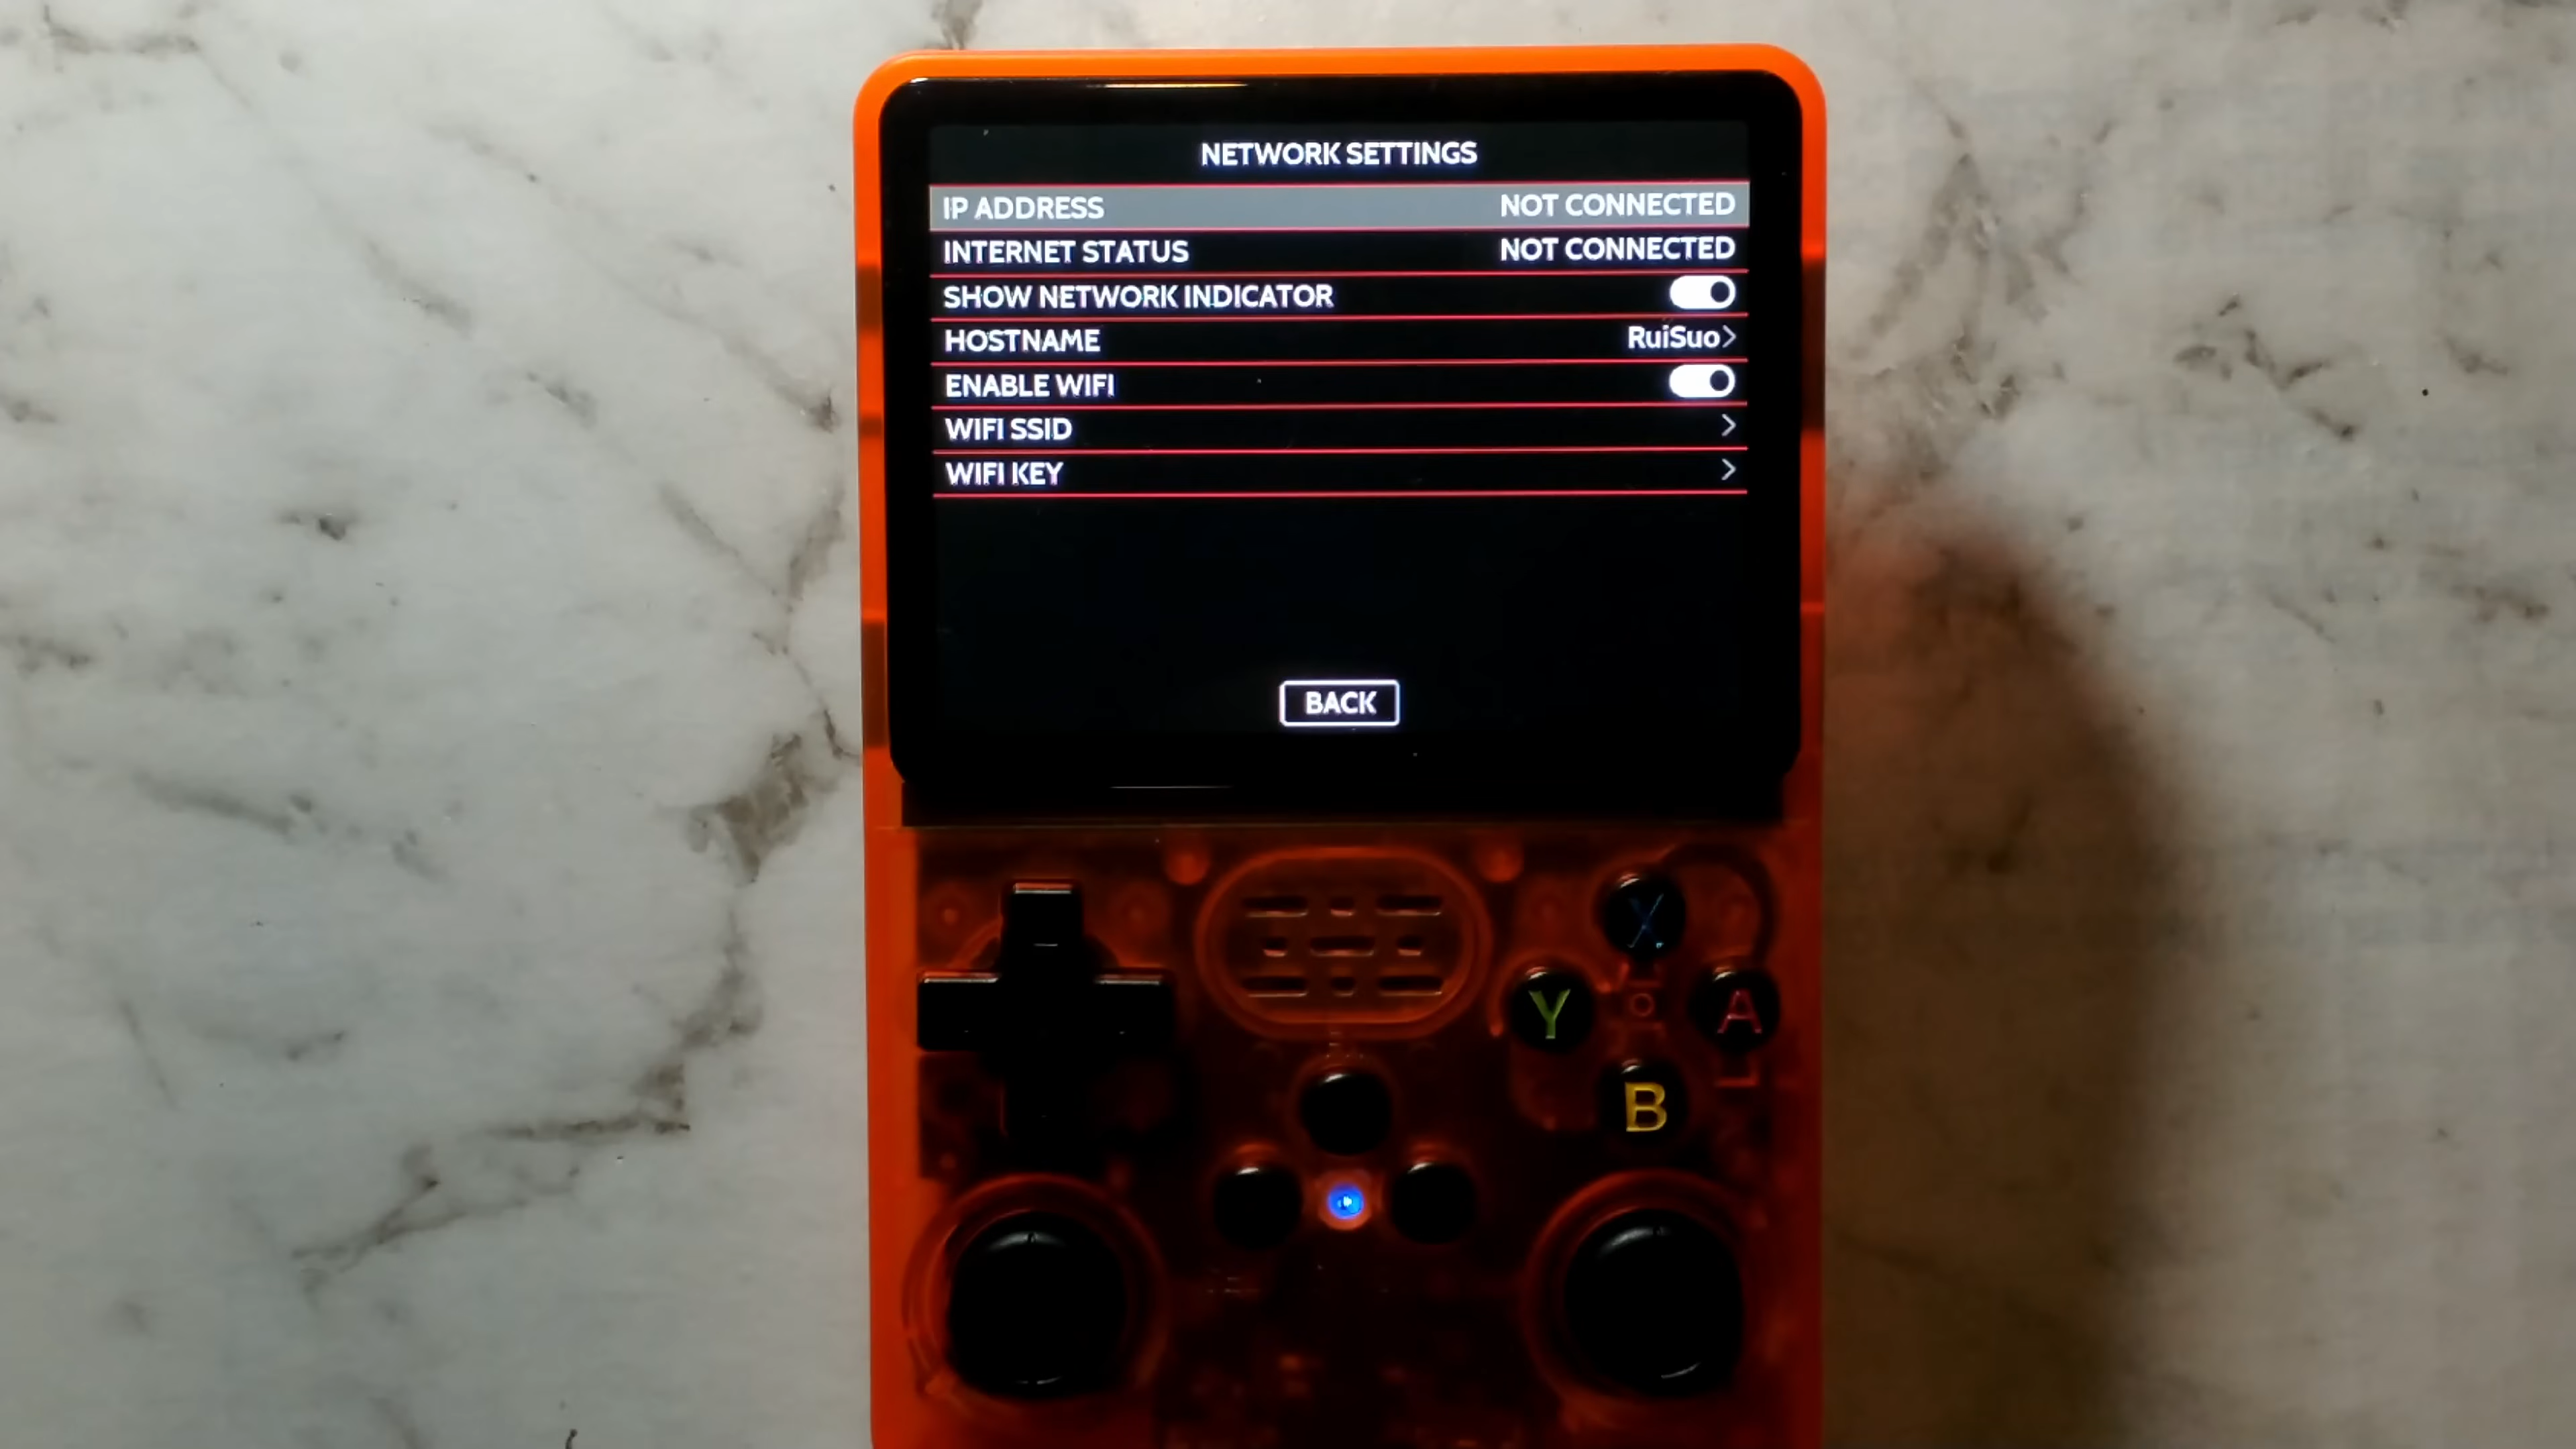 NETWORK SETTINGS
IP ADDRESS NOT CONNECTED
INTERNET STATUS NOT CONNECTED
SHOW NETWORK INDICATOR
HOSTNAME RuiSuo>
ENABLE WIFI
WIFI SSID >
WIFI KEY >
BACK
X
Y A
B